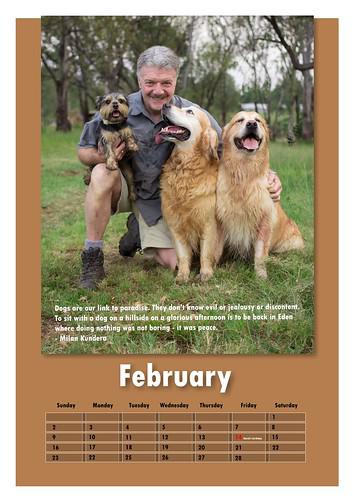 Dogs are our link to paradise. They don't know evil or jealousy or discontent.
To sit with a dog on a hillside on a glorious afternoon is to be back in Eden
where doing nothing was not boring - it was peace.
- Milan Kundera
February
Sunday Monday Tuesday Wednesday Thursday Friday Saturday
1
2 3 4 5 6 7 8
9 10 11 12 13 14 15
16 17 18 19 20 21 22
23 22 25 26 27 28